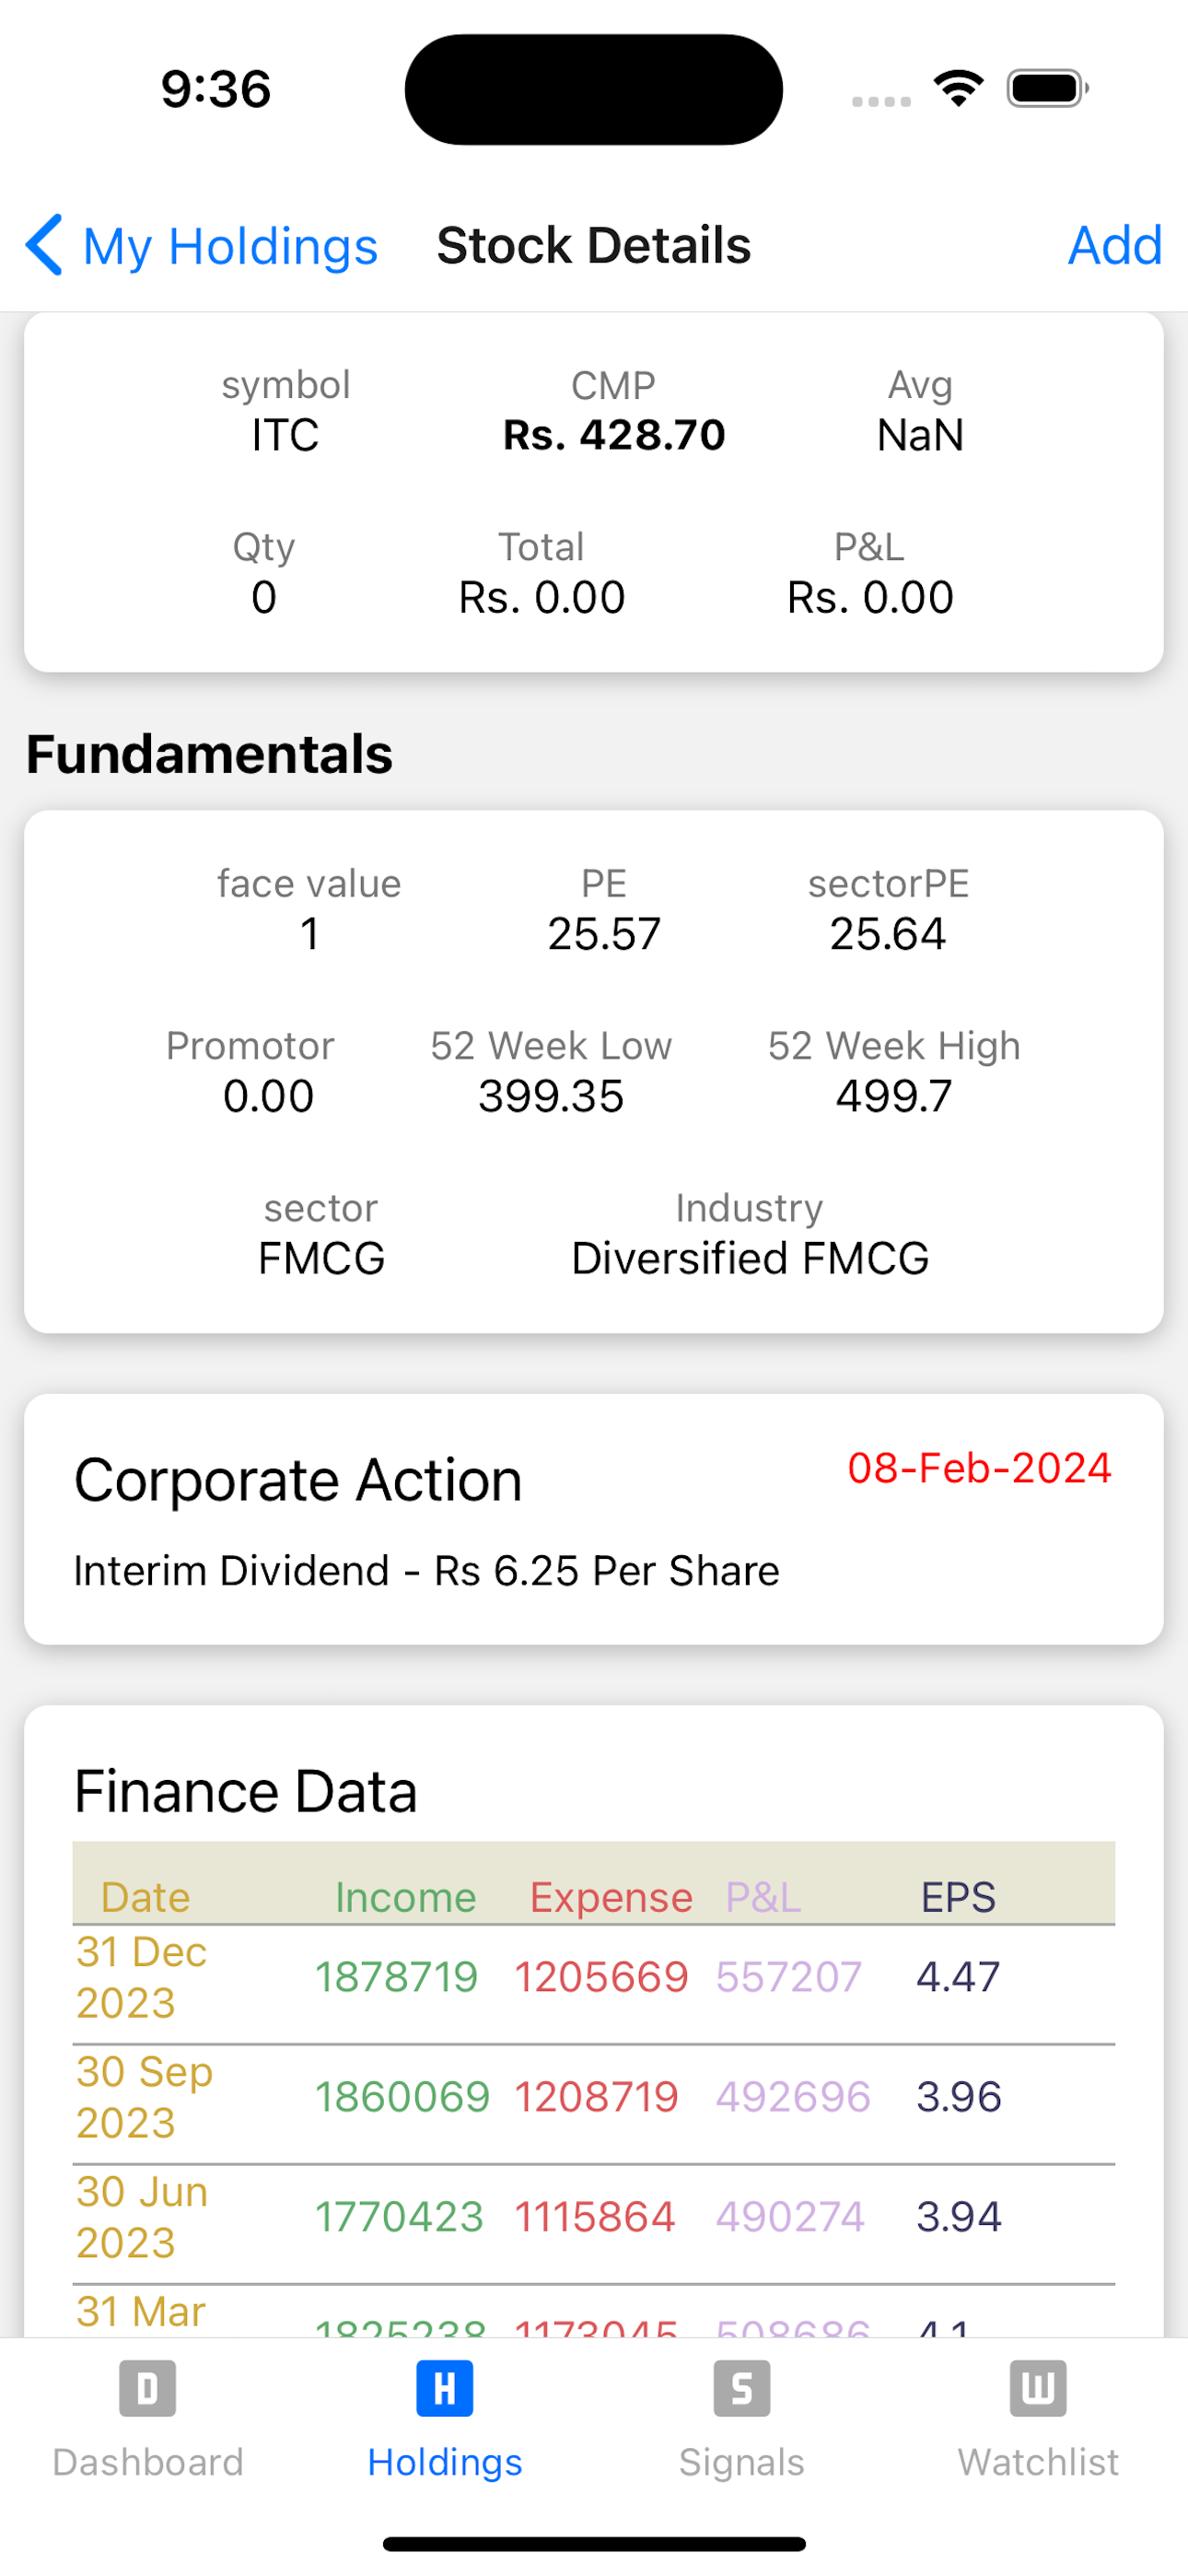 9:36
My Holdings Stock Details Add
symbol CMP Avg
ITC Rs. 428.70 NaN
Qty Total P&L
0 Rs. 0.00 Rs. 0.00
Fundamentals
face value PE sectorPE
1 25.57 25.64
Promotor 52 Week Low 52 Week High
0.00 399.35 499.7
sector Industry
FMCG Diversified FMCG
Corporate Action 08-Feb-2024
Interim Dividend - Rs 6.25 Per Share
Finance Data
Date Income Expense P&L EPS
31 Dec
2023 1878719 1205669 557207 4.47
30 Sep
2023 1860069 1208719 492696 3.96
30 Jun
2023 1770423 1115864 490274 3.94
31 Mar
1825238 1173045 508686 4.1
D H S W
Dashboard Holdings Signals Watchlist